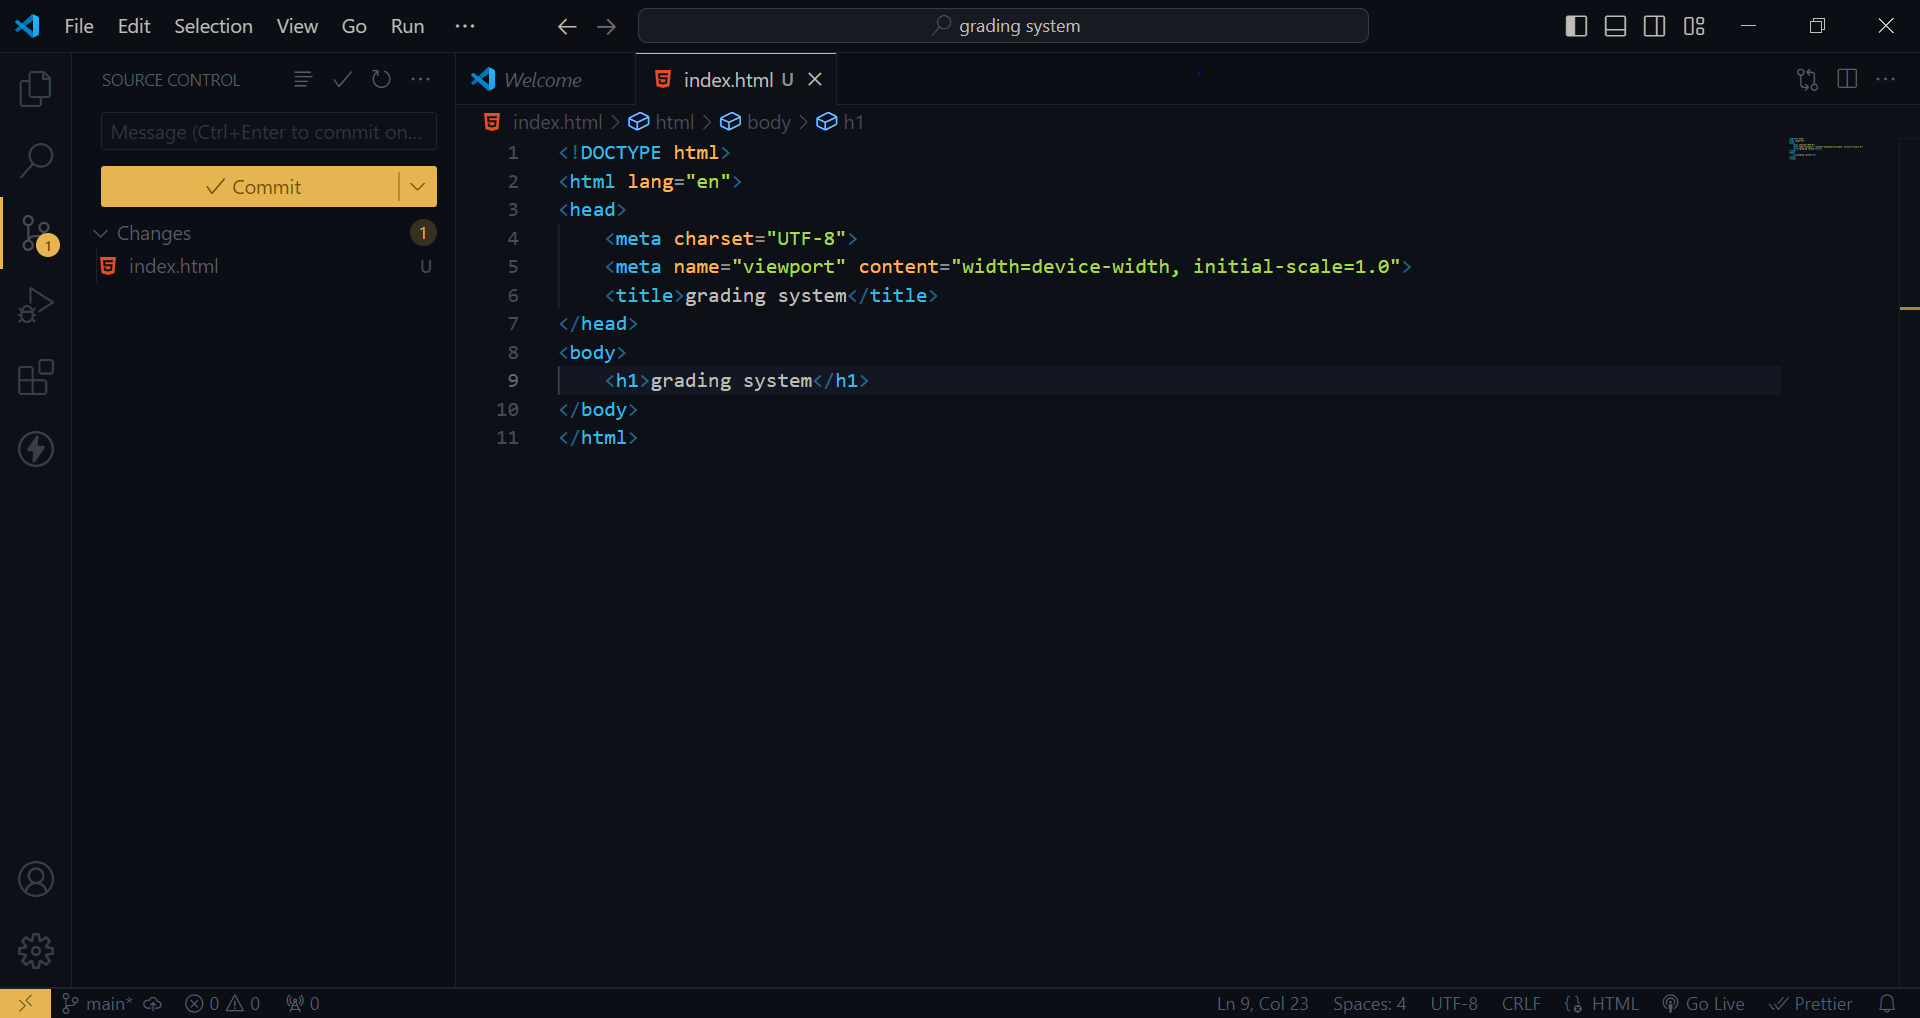 File Edit Selection View Go Run ···
grading system
SOURCE CONTROL
Message (Ctrl+Enter to commit on...
Commit
Changes 1
index.html U
1
Welcome
index.html U
index.html > html > body > h1
1 <!DOCTYPE html>
2 <html lang="en">
3 <head>
4 <meta charset="UTF-8">
5 <meta name="viewport" content="width=device-width, initial-scale=1.0">
6 <title>grading system</title>
7 </head>
8 <body>
9 <h1>grading system</h1>
10 </body>
11 </html>
main* 0 0 0 Ln 9, Col 23 Spaces: 4 UTF-8 CRLF HTML Go Live Prettier